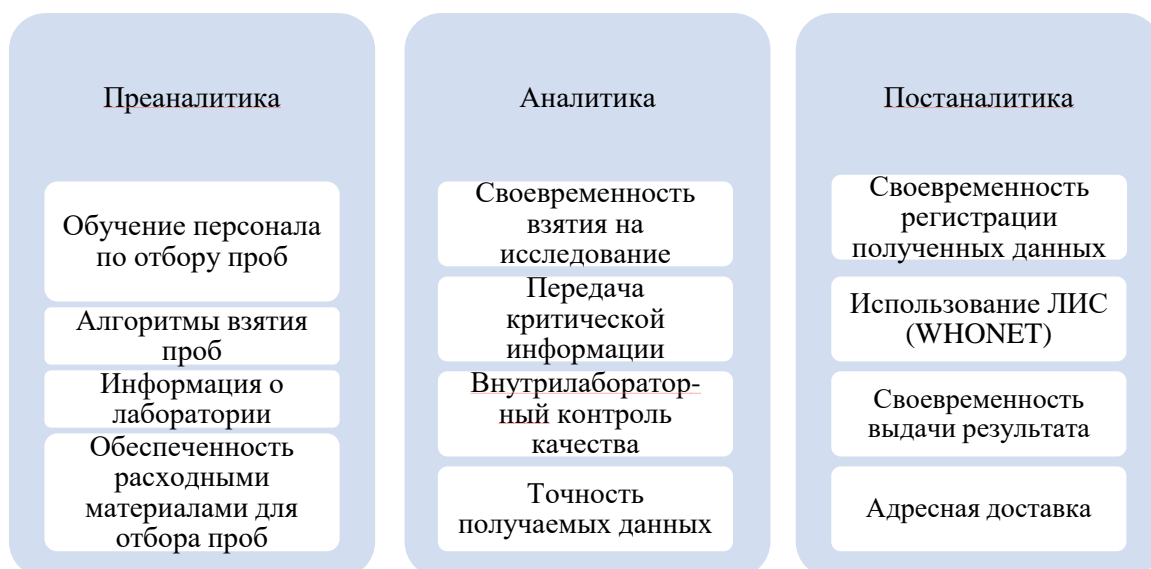 Преаналитика
Обучение персонала
по отбору проб
Алгоритмы взятия
проб
Информация о
лаборатории
Обеспеченность
расходными
материалами для
отбора проб
Аналитика
Своевременность
взятия на
исследование
Передача
критической
информации
Внутрилаборатор-
ный контроль
качества
Точность
получаемых данных
Постаналитика
Своевременность
регистрации
полученных данных
Использование ЛИС
(WHONET)
Своевременность
выдачи результата
Адресная доставка